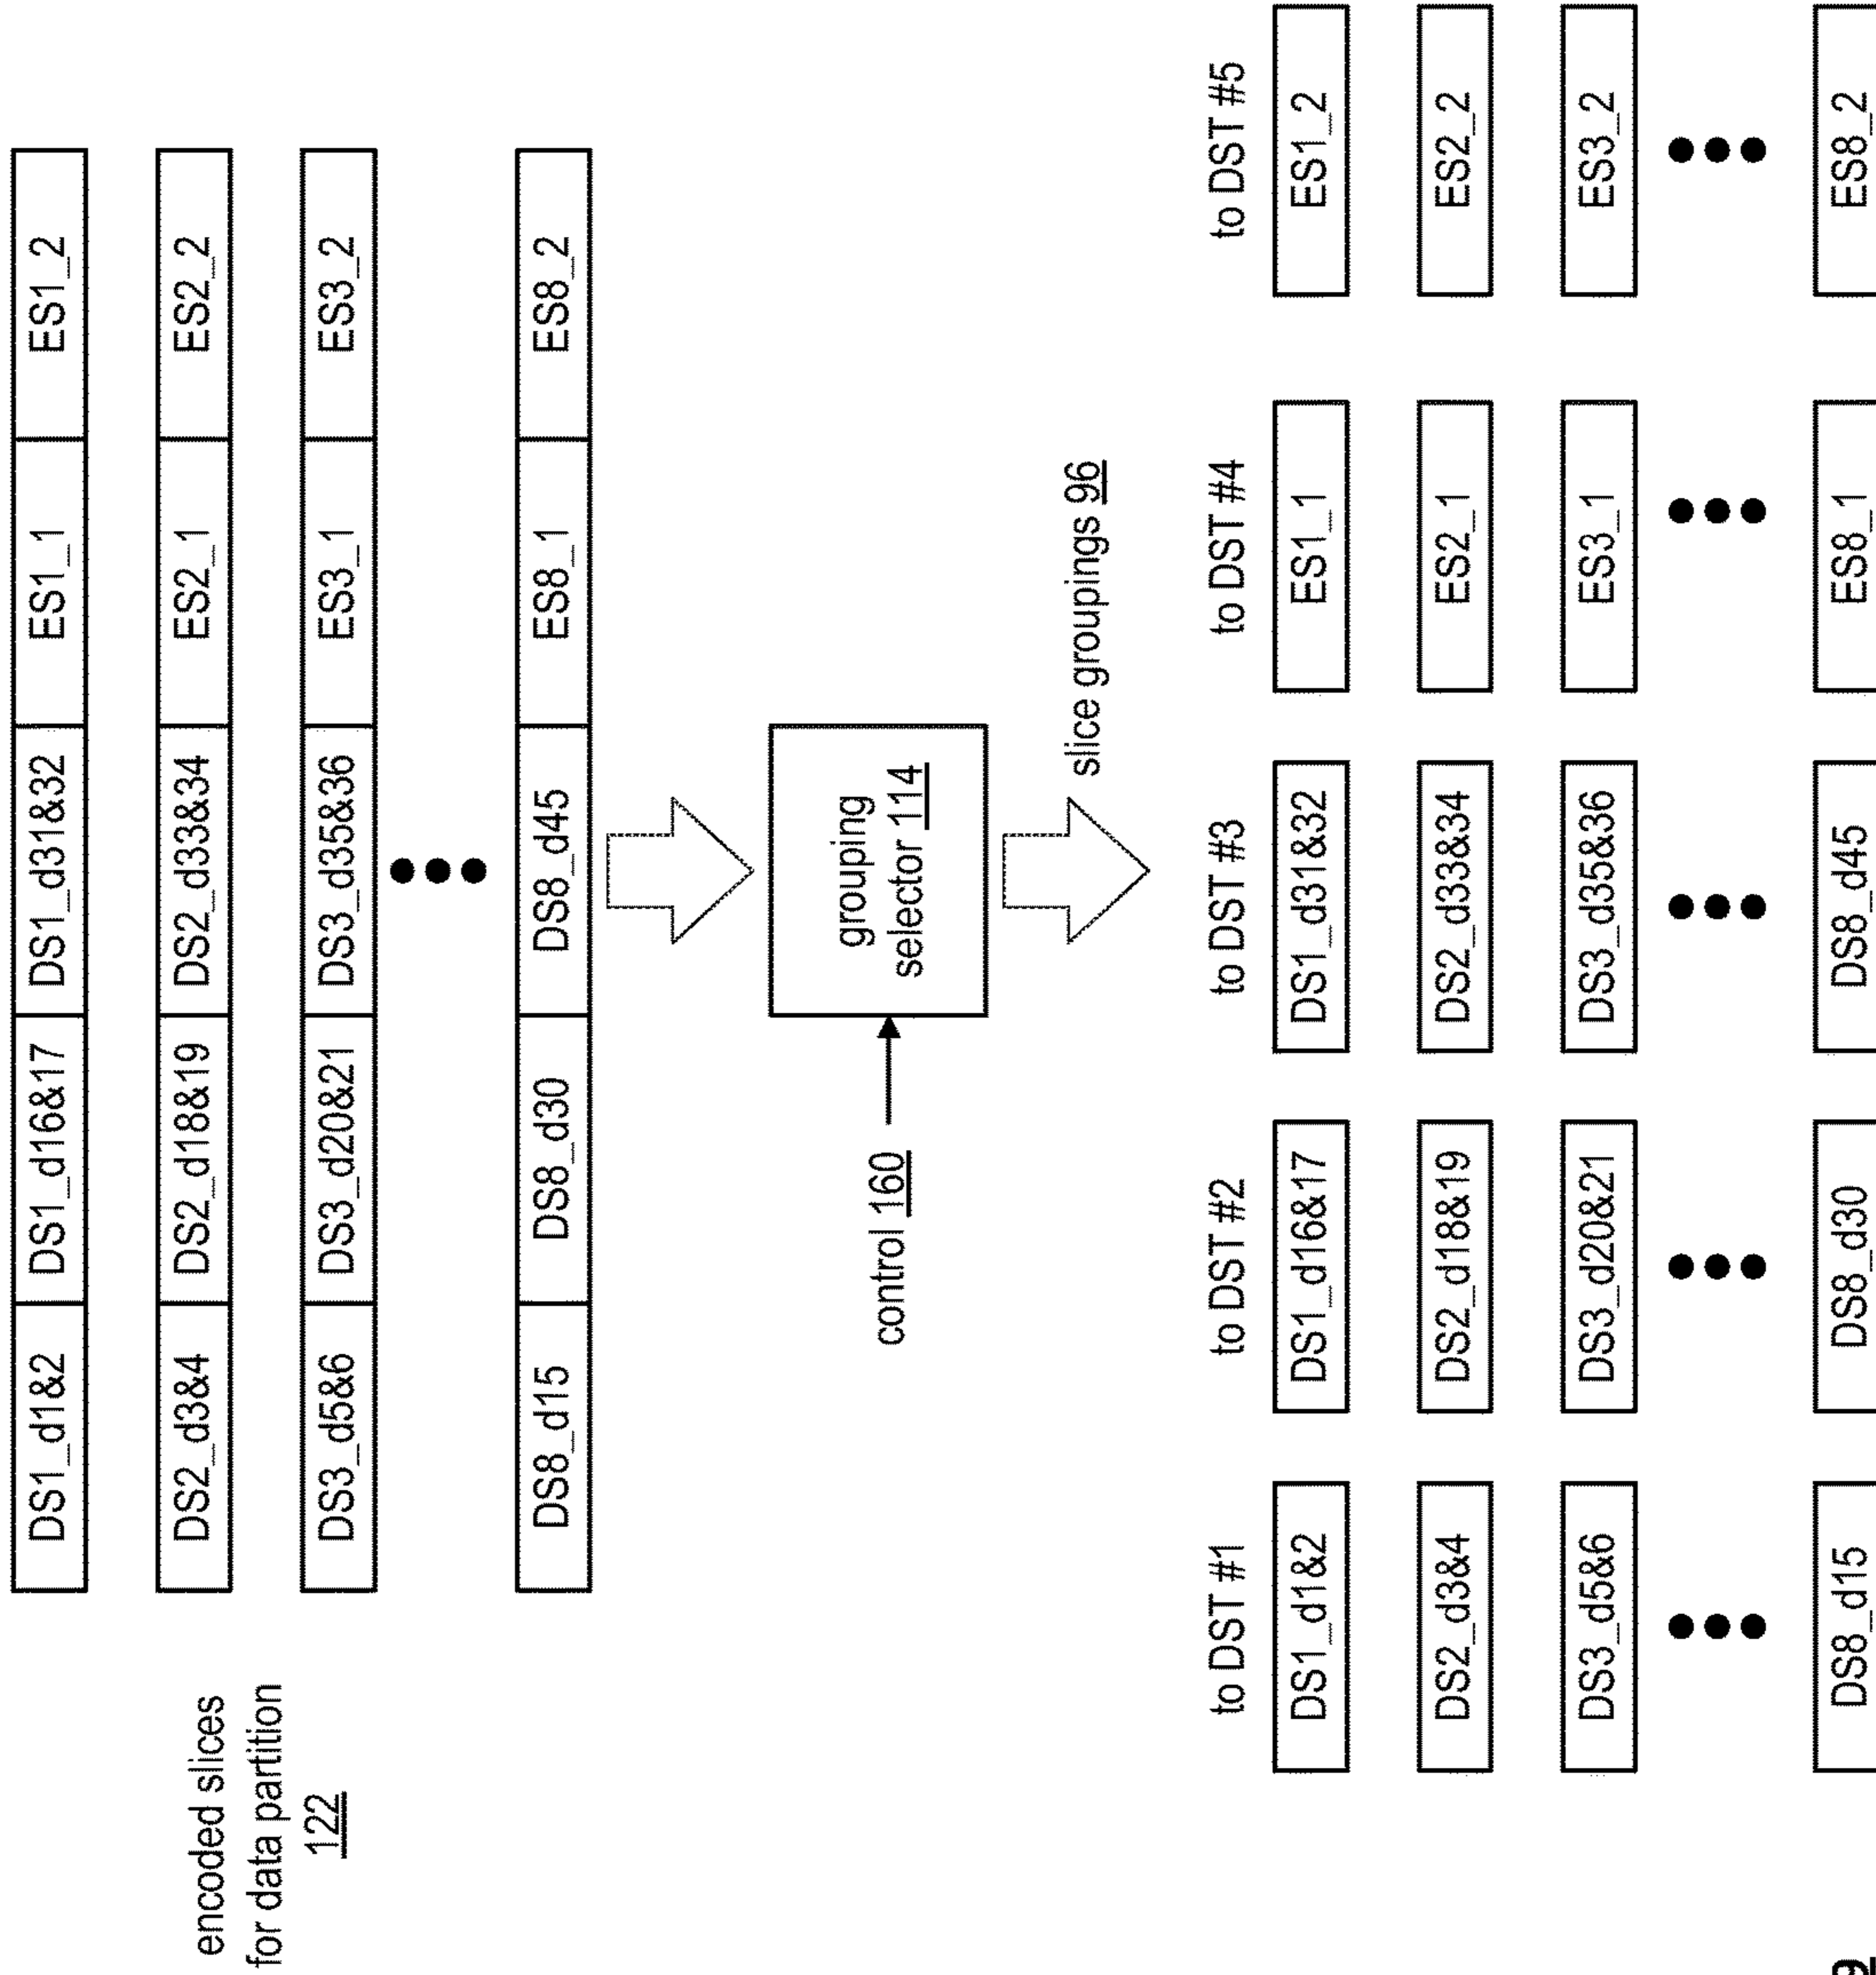 encoded slices
for data partition
122
DS1_d1&2 DS1_d16&17 DS1_d31&32 ES1_1 ES1_2
DS2_d3&4 DS2_d18&19 DS2_d33&34 ES2_1 ES2_2
DS3_d5&6 DS3_d20&21 DS3_d35&36 ES3_1 ES3_2
DS8_d15 DS8_d30 DS8_d45 ES8_1 ES8_2
control 160
grouping
selector 114
slice groupings 96
to DST #1 to DST #2 to DST #3 to DST #4 to DST #5
DS1_d1&2 DS1_d16&17 DS1_d31&32 ES1_1 ES1_2
DS2_d3&4 DS2_d18&19 DS2_d33&34 ES2_1 ES2_2
DS3_d5&6 DS3_d20&21 DS3_d35&36 ES3_1 ES3_2
DS8_d15 DS8_d30 DS8_d45 ES8_1 ES8_2